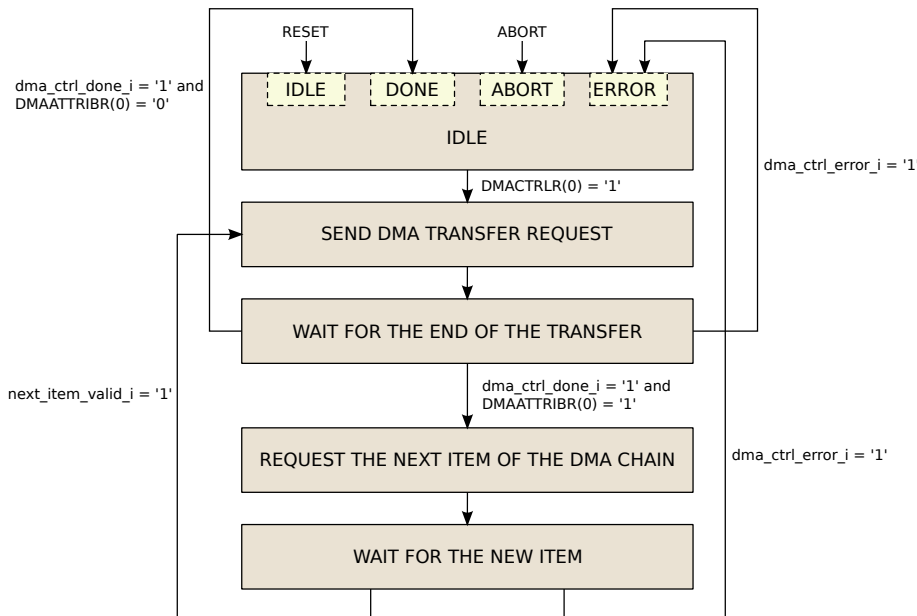 RESET
ABORT
dma_ctrl_done_i = '1' and
DMAATTRIBR(0) = '0'
IDLE
DONE
ABORT
ERROR
IDLE
dma_ctrl_error_i = '1'
DMACTRLR(0) = '1'
SEND DMA TRANSFER REQUEST
WAIT FOR THE END OF THE TRANSFER
next_item_valid_i = '1'
dma_ctrl_done_i = '1' and
DMAATTRIBR(0) = '1'
REQUEST THE NEXT ITEM OF THE DMA CHAIN
dma_ctrl_error_i = '1'
WAIT FOR THE NEW ITEM